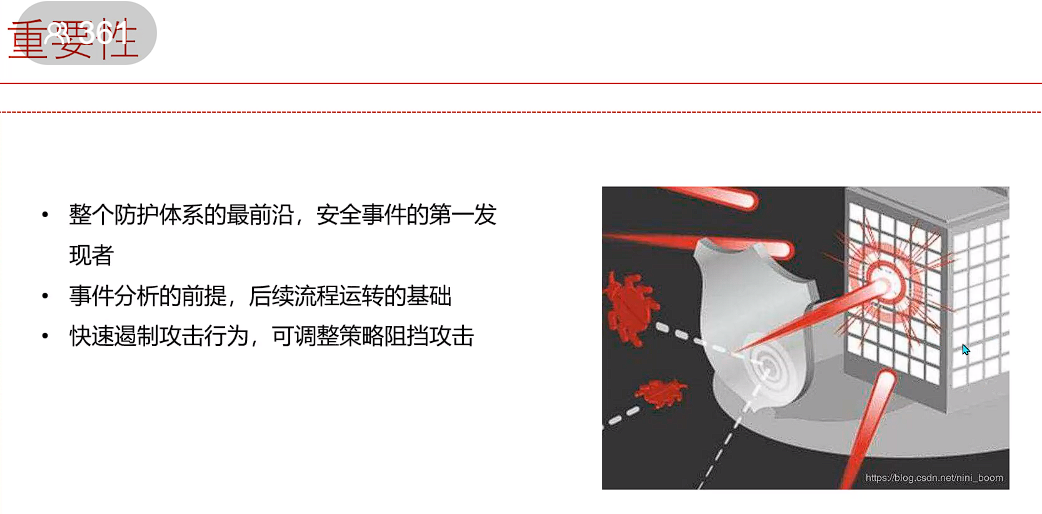 重要性
361
• 整个防护体系的最前沿，安全事件的第一发
现者
• 事件分析的前提，后续流程运转的基础
• 快速遏制攻击行为，可调整策略阻挡攻击
https://blog.csdn.net/nini_boom